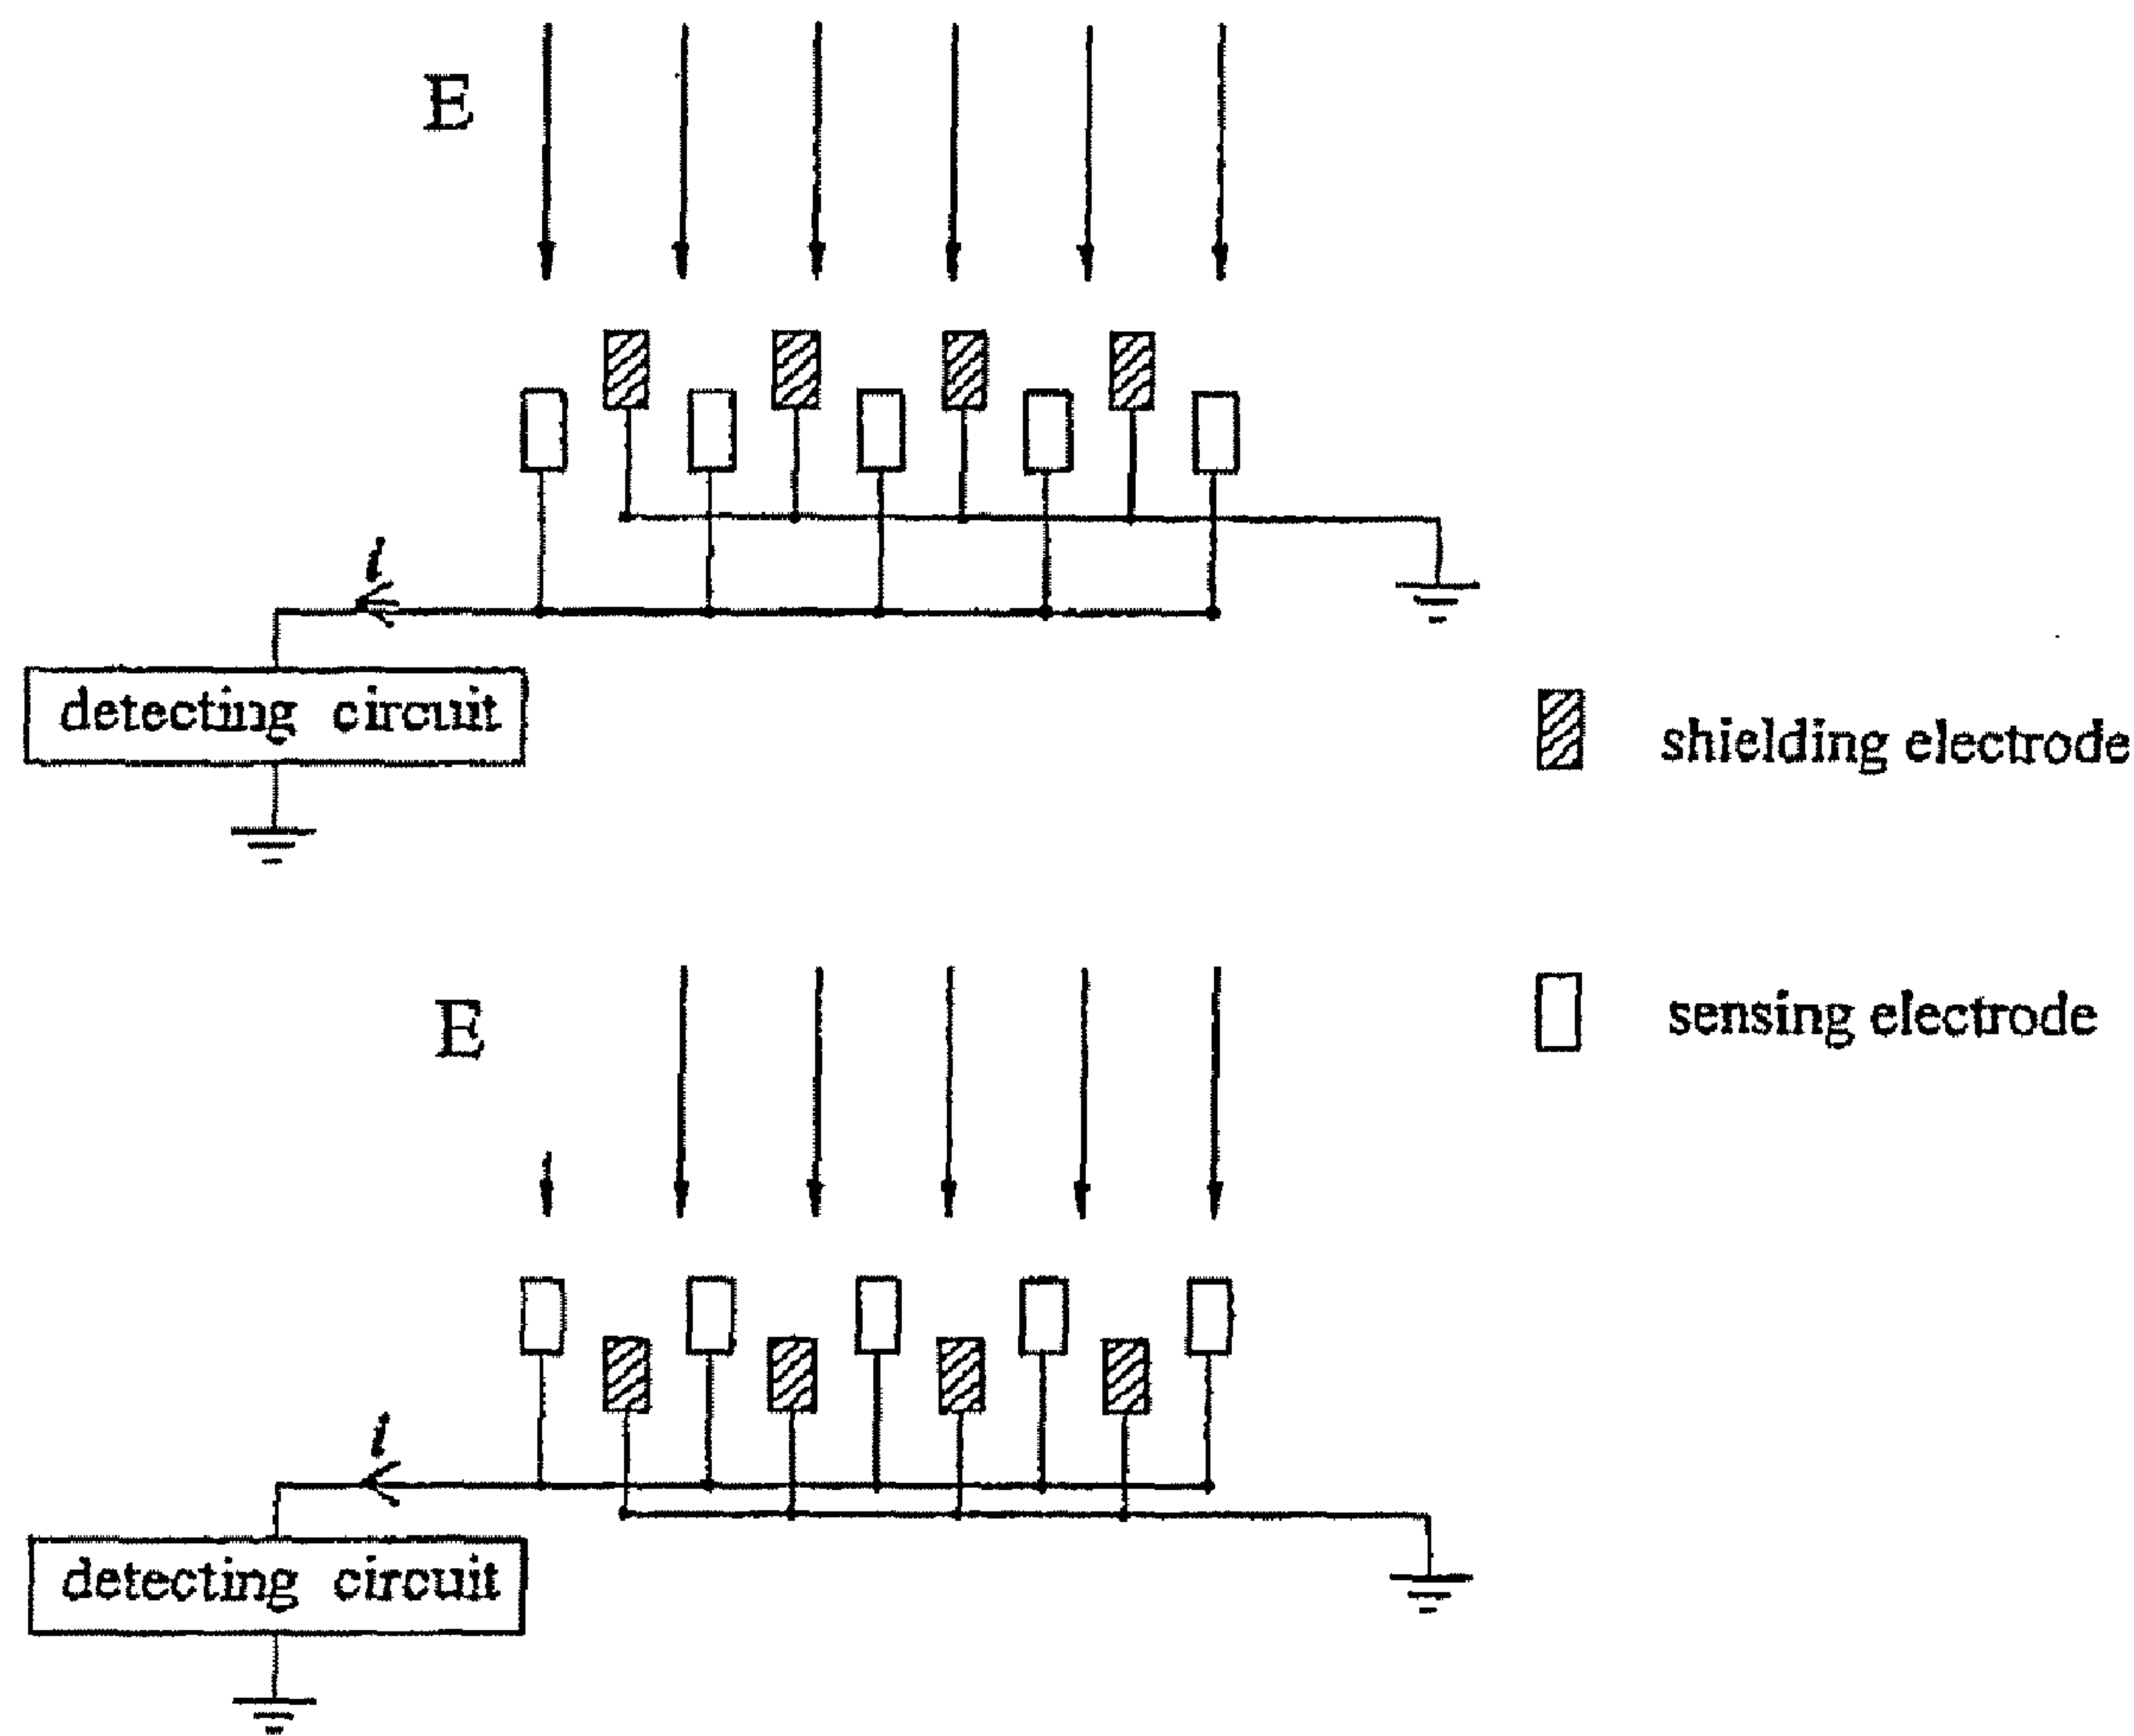 E
i
detecting circuit
shielding electrode
E
sensing electrode
i
detecting circuit